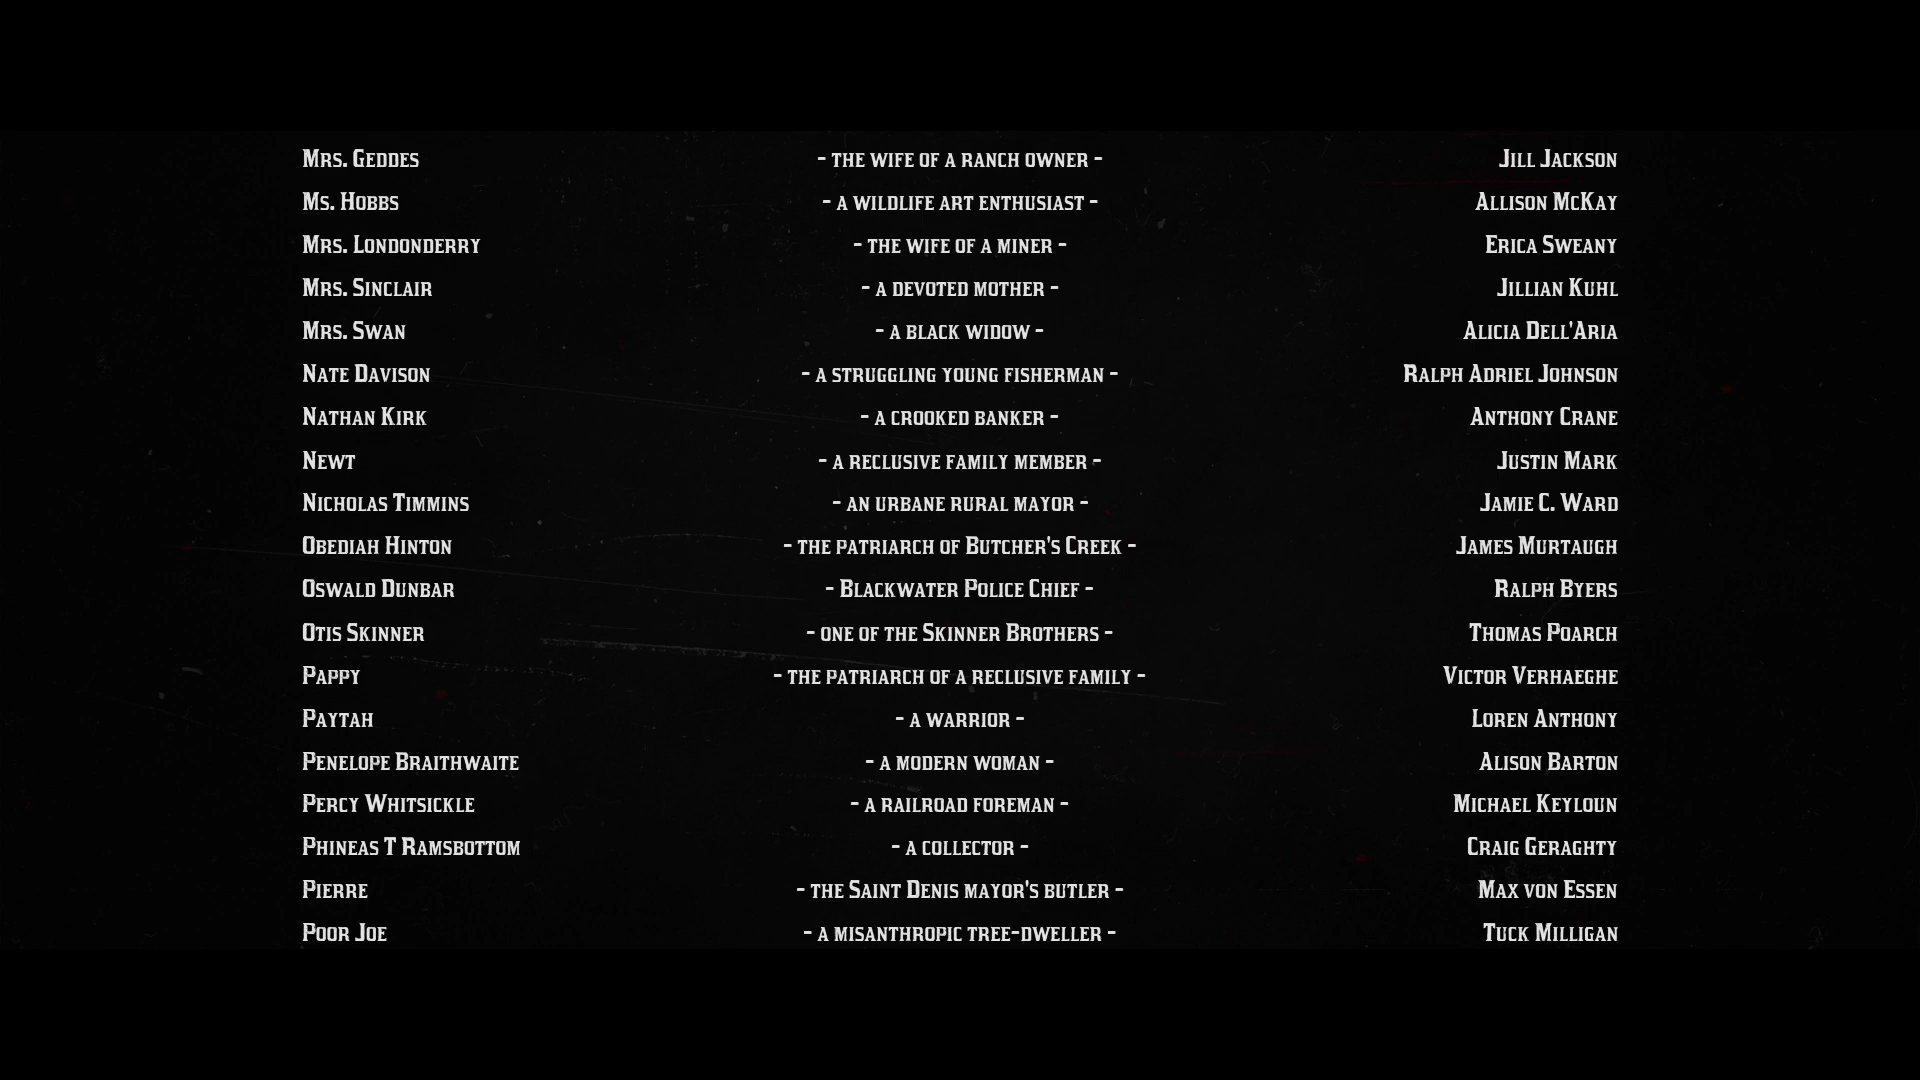 Mrs. Geddes - the wife of a ranch owner - Jill Jackson
Ms. Hobbs - a wildlife art enthusiast - Allison McKay
Mrs. Londonderry - the wife of a miner - Erica Sweany
Mrs. Sinclair - a devoted mother - Jillian Kuhl
Mrs. Swan - a black widow - Alicia Dell'Aria
Nate Davison - a struggling young fisherman - Ralph Adriel Johnson
Nathan Kirk - a crooked banker - Anthony Crane
Newt - a reclusive family member - Justin Mark
Nicholas Timmins - an urbane rural mayor - Jamie C. Ward
Obediah Hinton - the patriarch of Butcher's Creek - James Murtaugh
Oswald Dunbar - Blackwater Police Chief - Ralph Byers
Otis Skinner - one of the Skinner Brothers - Thomas Poarch
Pappy - the patriarch of a reclusive family - Victor Verhaeghe
Paytah - a warrior - Loren Anthony
Penelope Braithwaite - a modern woman - Alison Barton
Percy Whitsickle - a railroad foreman - Michael Keyloun
Phineas T Ramsbottom - a collector - Craig Geraghty
Pierre - the Saint Denis mayor's butler - Max von Essen
Poor Joe - a misanthropic tree-dweller - Tuck Milligan